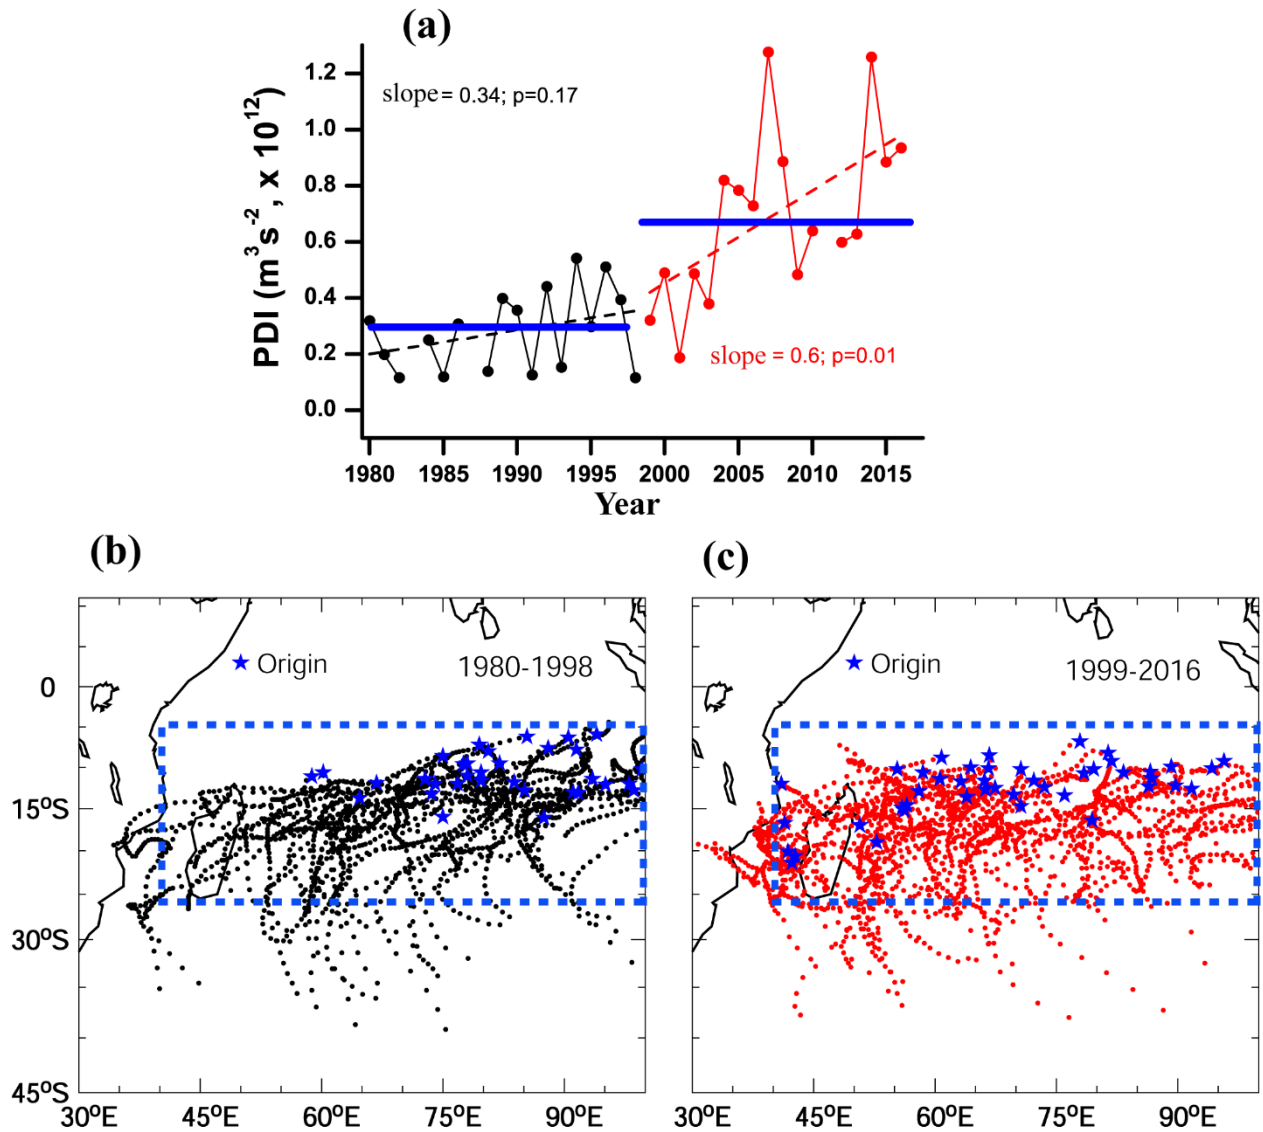 (a)
PDI (m³ s⁻², x 10¹²)
1.2
1.0
0.8
0.6
0.4
0.2
0.0
slope = 0.34; p=0.17
slope = 0.6; p=0.01
1980 1985 1990 1995 2000 2005 2010 2015
Year
(b)
★ Origin 1980-1998
0
15ºS
30ºS
45ºS
30ºE 45ºE 60ºE 75ºE 90ºE
(c)
★ Origin 1999-2016
30ºE 45ºE 60ºE 75ºE 90ºE